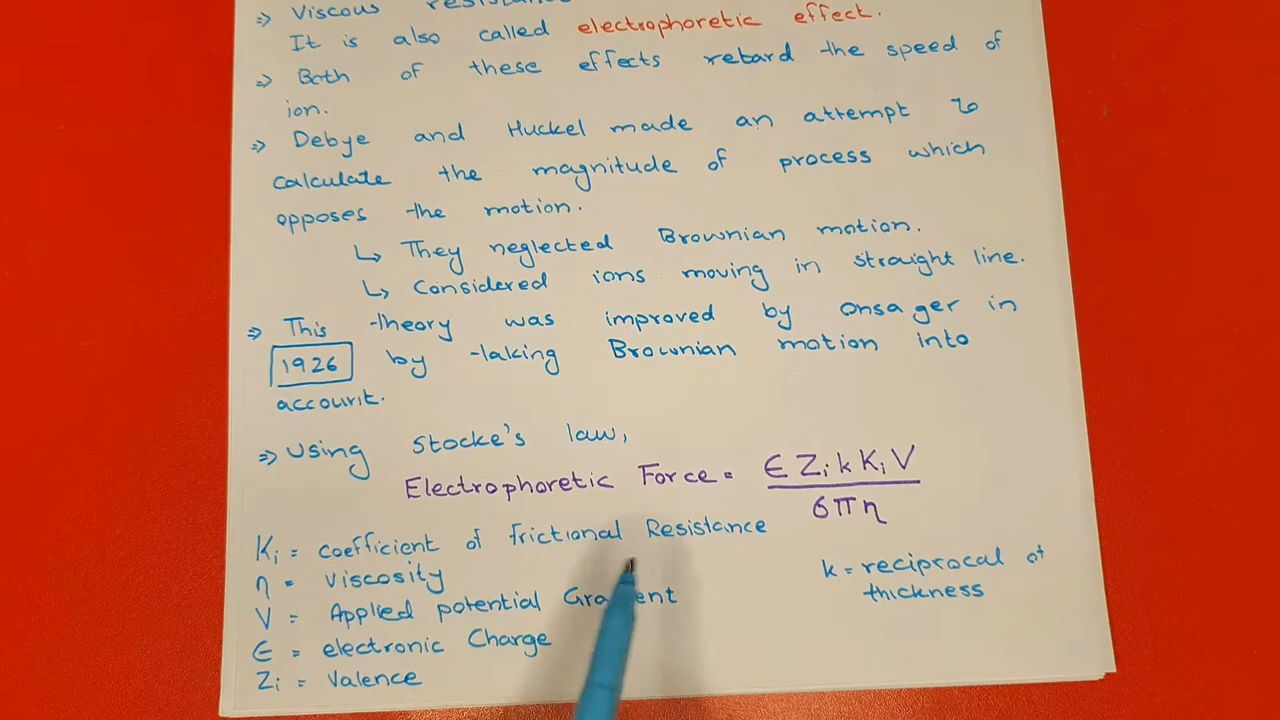 ⇒ Viscous
It is also called electrophoretic effect.
⇒ Both of these effects retard the speed of
ion.
⇒ Debye and Huckel made an attempt to
calculate the magnitude of process which
opposes the motion.
↳ They neglected Brownian motion.
↳ Considered ions moving in straight line.
⇒ This theory was improved by onsager in
1926 by taking Brownian motion into
account.
⇒ Using Stocke's law,
Electrophoretic Force = ϵ Zi k Ki V / 6πη
Ki = coefficient of frictional Resistance
η = Viscosity
V = Applied potential Gradient
ϵ = electronic Charge
Zi = Valence
k = reciprocal of
thickness